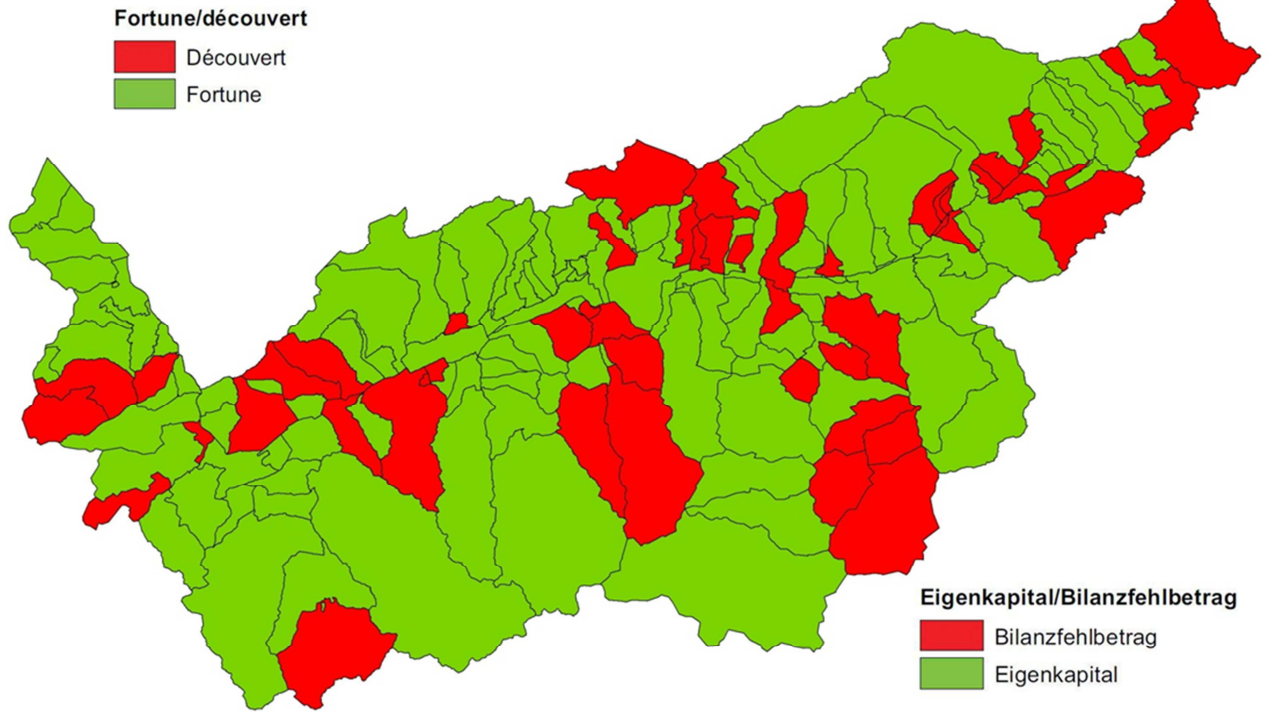 Fortune/découvert
Découvert
Fortune
Eigenkapital/Bilanzfehlbetrag
Bilanzfehlbetrag
Eigenkapital